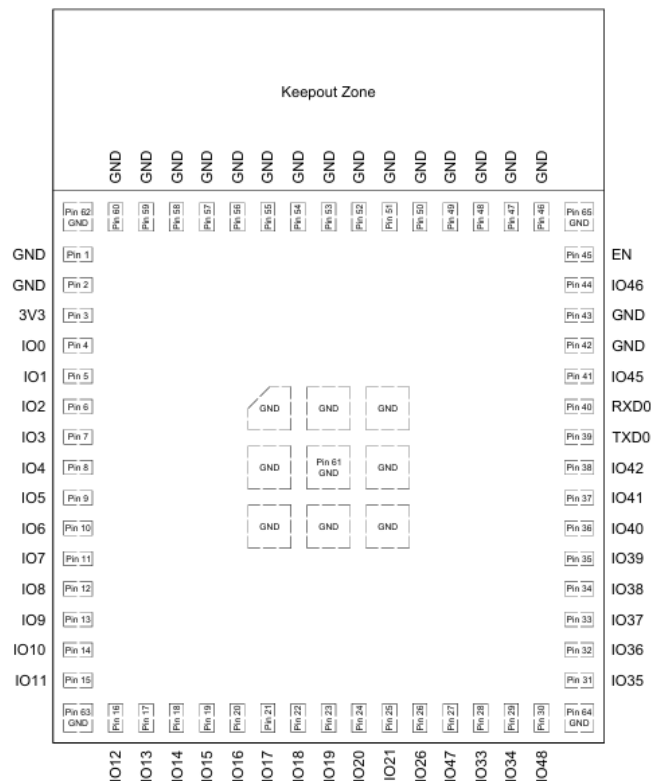 Keepout Zone
GND GND GND GND GND GND GND GND GND GND GND GND GND GND GND
Pin 62 GND Pin 60 Pin 59 Pin 58 Pin 57 Pin 56 Pin 55 Pin 54 Pin 53 Pin 52 Pin 51 Pin 50 Pin 49 Pin 48 Pin 47 Pin 46 Pin 65 GND
GND Pin 1 Pin 45 EN
GND Pin 2 Pin 44 IO46
3V3 Pin 3 Pin 43 GND
IO0 Pin 4 Pin 42 GND
IO1 Pin 5 Pin 41 IO45
IO2 Pin 6 GND GND GND Pin 40 RXD0
IO3 Pin 7 Pin 39 TXD0
IO4 Pin 8 GND Pin 61 GND GND Pin 38 IO42
IO5 Pin 9 Pin 37 IO41
IO6 Pin 10 GND GND GND Pin 36 IO40
IO7 Pin 11 Pin 35 IO39
IO8 Pin 12 Pin 34 IO38
IO9 Pin 13 Pin 33 IO37
IO10 Pin 14 Pin 32 IO36
IO11 Pin 15 Pin 31 IO35
Pin 63 GND Pin 16 Pin 17 Pin 18 Pin 19 Pin 20 Pin 21 Pin 22 Pin 23 Pin 24 Pin 25 Pin 26 Pin 27 Pin 28 Pin 29 Pin 30 Pin 64 GND
IO12 IO13 IO14 IO15 IO16 IO17 IO18 IO19 IO20 IO21 IO26 IO47 IO33 IO34 IO48